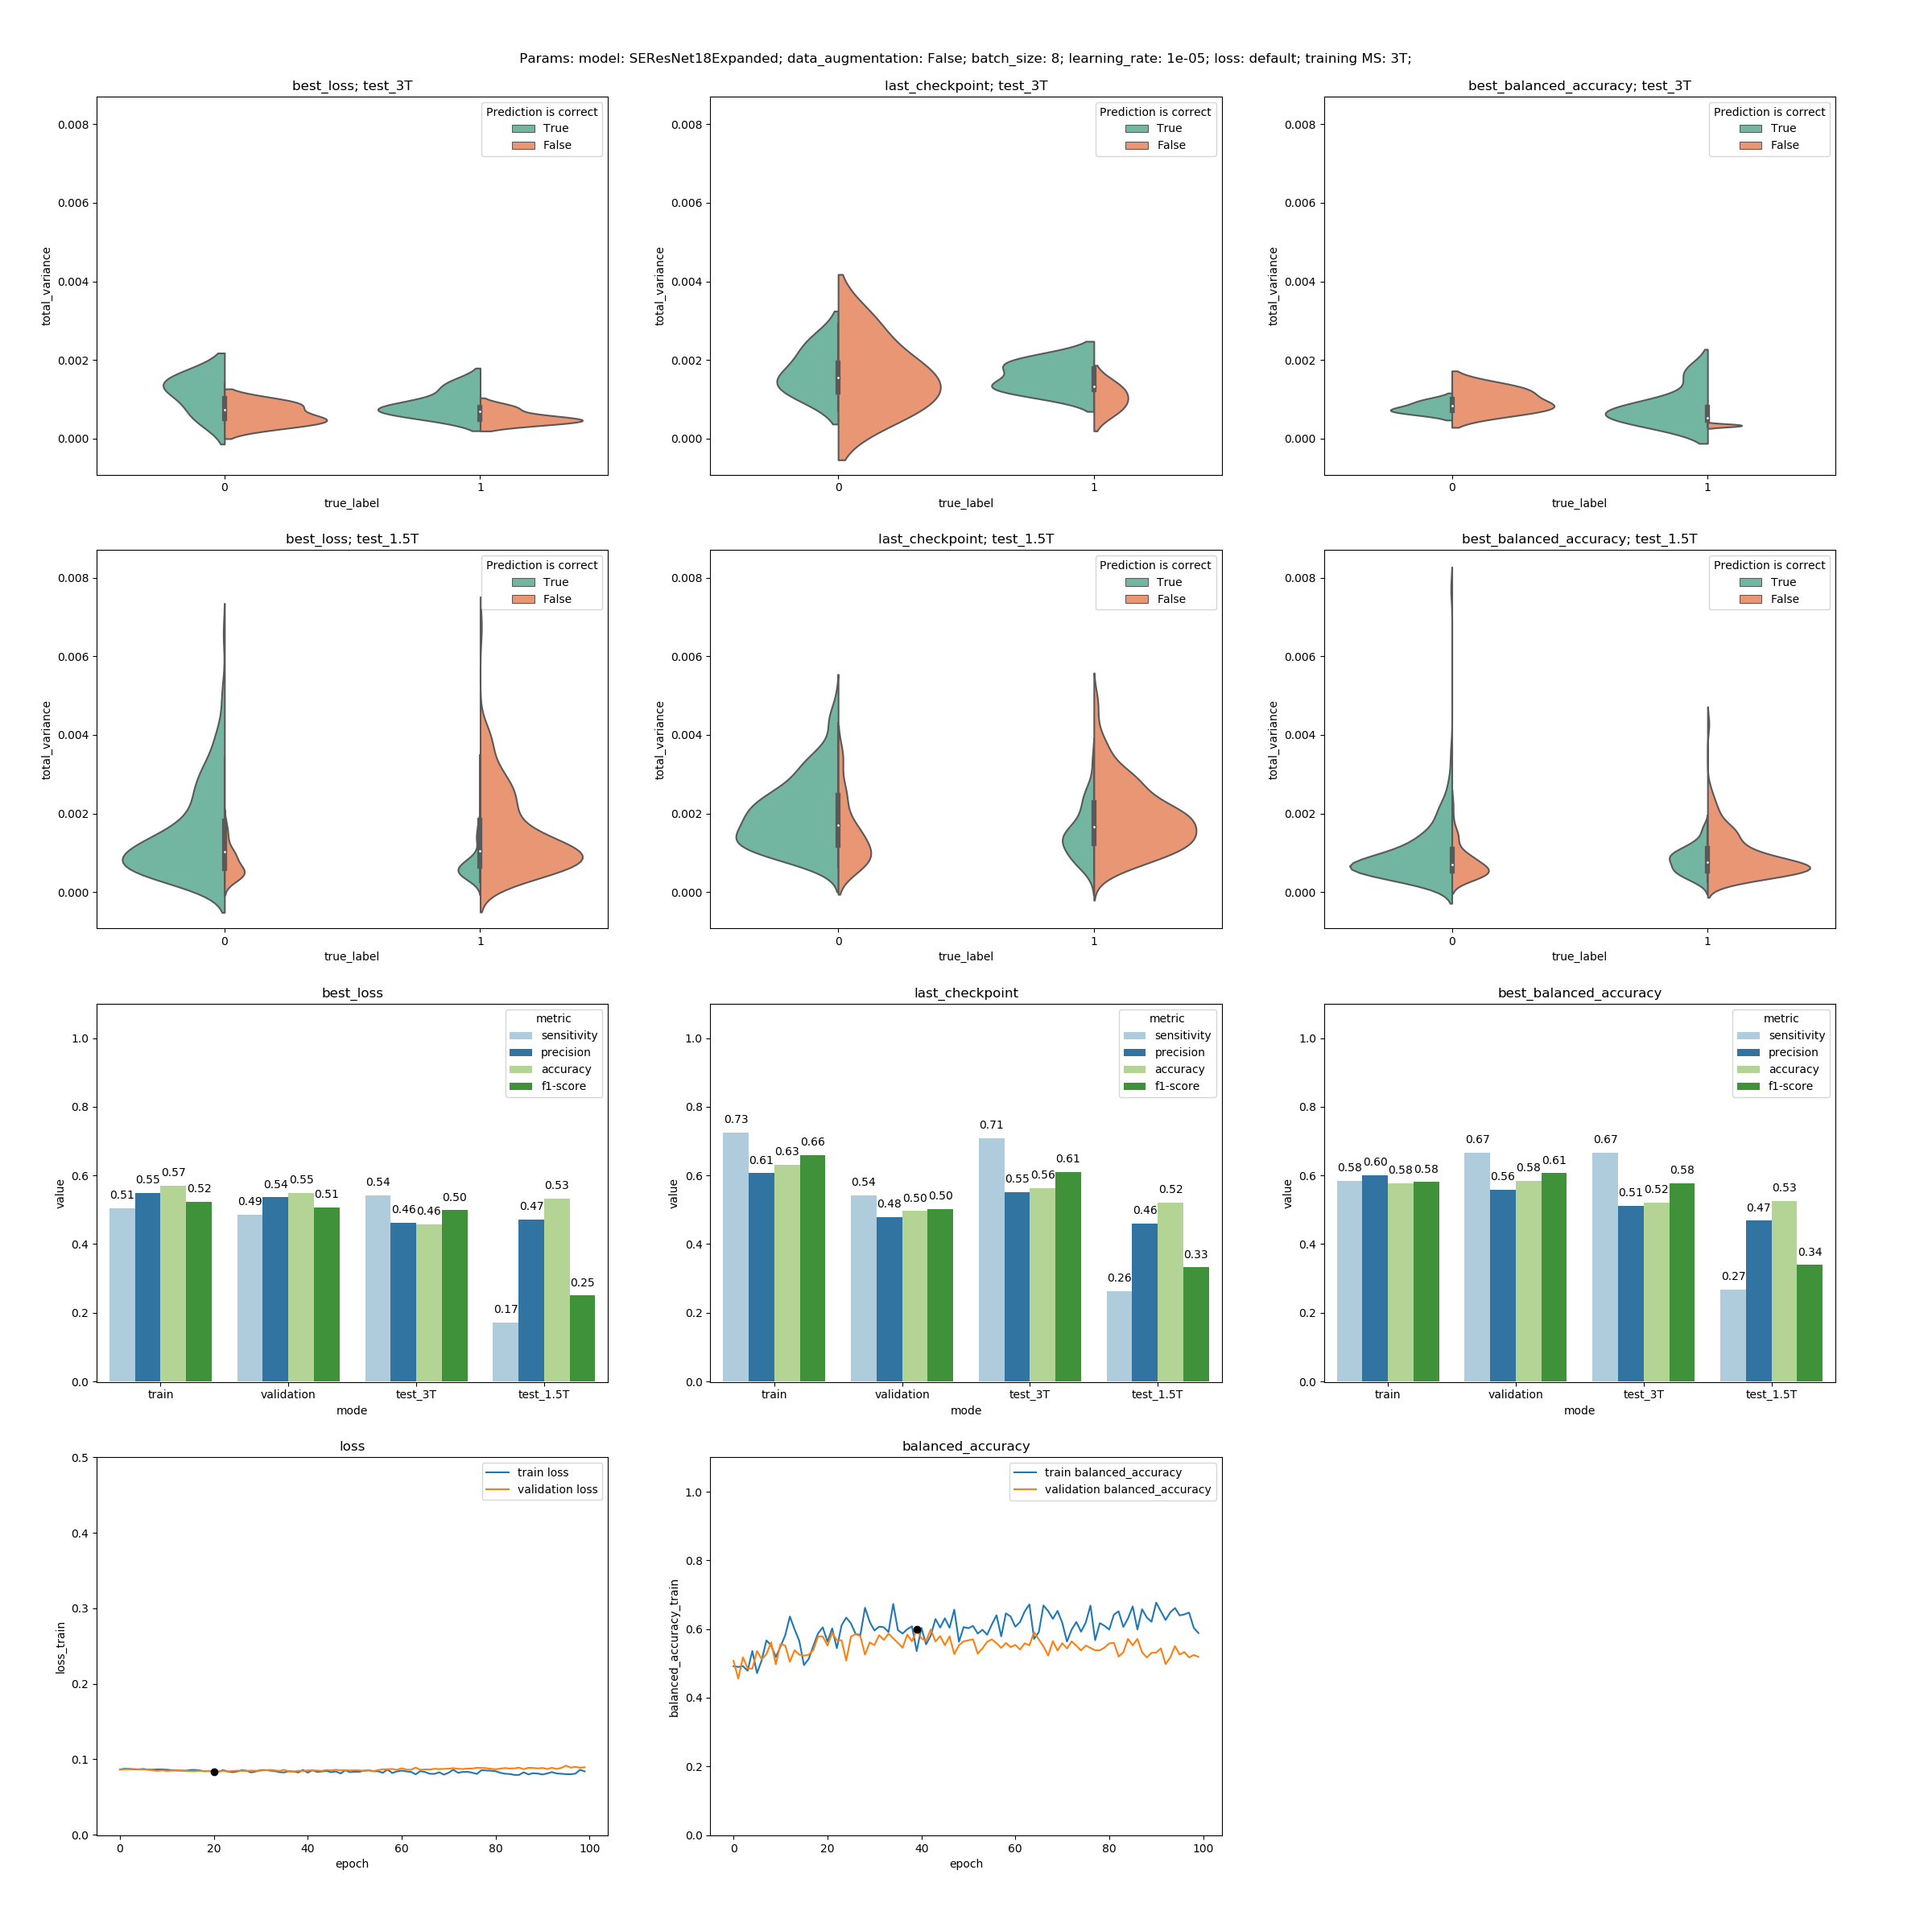 Params: model: SEResNet18Expanded; data_augmentation: False; batch_size: 8; learning_rate: 1e-05; loss: default; training MS: 3T;
best_loss; test_3T
Prediction is correct
True
False
0.008
0.006
0.004
0.002
0.000
total_variance
0
1
true_label
last_checkpoint; test_3T
Prediction is correct
True
False
0.008
0.006
0.004
0.002
0.000
total_variance
0
1
true_label
best_balanced_accuracy; test_3T
Prediction is correct
True
False
0.008
0.006
0.004
0.002
0.000
total_variance
0
1
true_label
best_loss; test_1.5T
Prediction is correct
True
False
0.008
0.006
0.004
0.002
0.000
total_variance
0
1
true_label
last_checkpoint; test_1.5T
Prediction is correct
True
False
0.008
0.006
0.004
0.002
0.000
total_variance
0
1
true_label
best_balanced_accuracy; test_1.5T
Prediction is correct
True
False
0.008
0.006
0.004
0.002
0.000
total_variance
0
1
true_label
best_loss
metric
sensitivity
precision
accuracy
f1-score
1.0
0.8
0.6
0.4
0.2
0.0
value
0.51 0.55 0.57 0.52
0.49 0.54 0.55 0.51
0.54 0.46 0.46 0.50
0.17 0.47 0.53 0.25
train validation test_3T test_1.5T
mode
last_checkpoint
metric
sensitivity
precision
accuracy
f1-score
1.0
0.8
0.6
0.4
0.2
0.0
value
0.73 0.61 0.63 0.66
0.54 0.48 0.50 0.50
0.71 0.55 0.56 0.61
0.26 0.46 0.52 0.33
train validation test_3T test_1.5T
mode
best_balanced_accuracy
metric
sensitivity
precision
accuracy
f1-score
1.0
0.8
0.6
0.4
0.2
0.0
value
0.58 0.60 0.58 0.58
0.67 0.56 0.58 0.61
0.67 0.51 0.52 0.58
0.27 0.47 0.53 0.34
train validation test_3T test_1.5T
mode
loss
train loss
validation loss
0.5
0.4
0.3
0.2
0.1
0.0
loss_train
0 20 40 60 80 100
epoch
balanced_accuracy
train balanced_accuracy
validation balanced_accuracy
1.0
0.8
0.6
0.4
0.2
0.0
balanced_accuracy_train
0 20 40 60 80 100
epoch